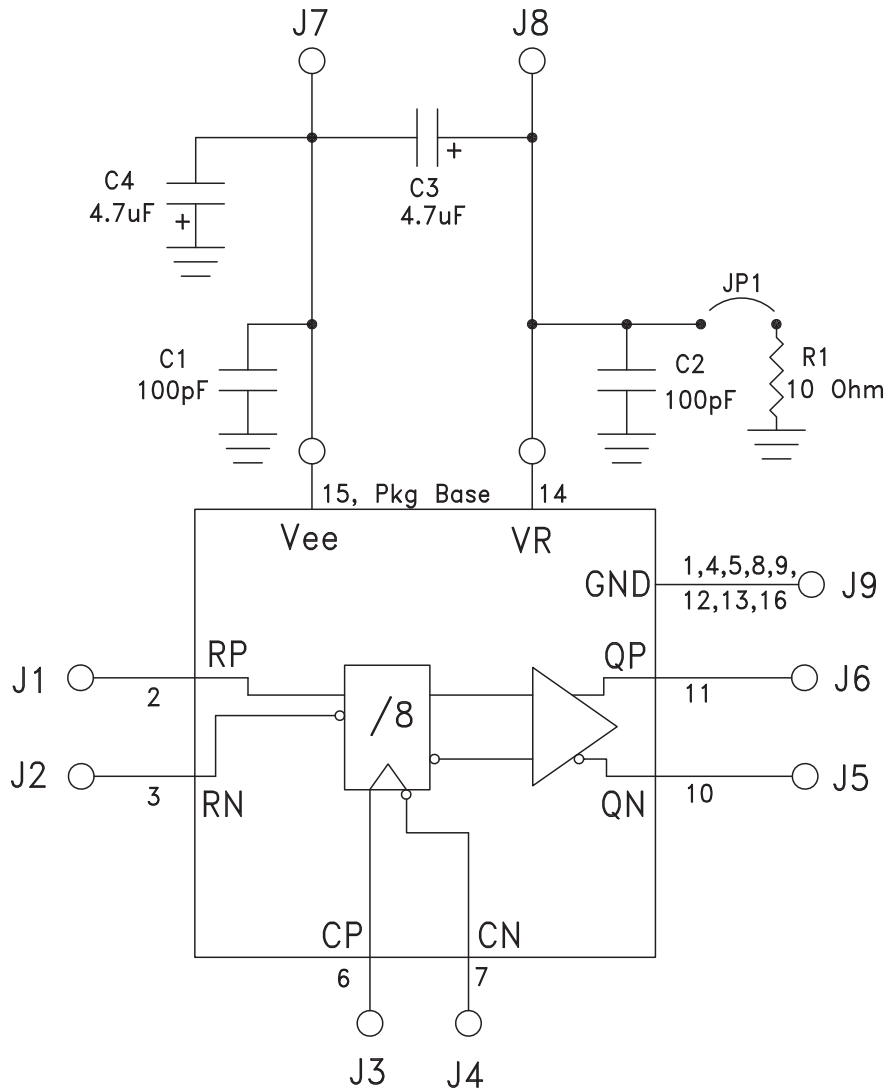 J7
J8
C4
4.7uF
+
+
C3
4.7uF
JP1
C1
100pF
C2
100pF
R1
10 Ohm
15, Pkg Base
14
Vee
VR
GND
1,4,5,8,9,
12,13,16
J9
J1
2
RP
/8
QP
11
J6
J2
3
RN
QN
10
J5
CP
CN
6
7
J3
J4